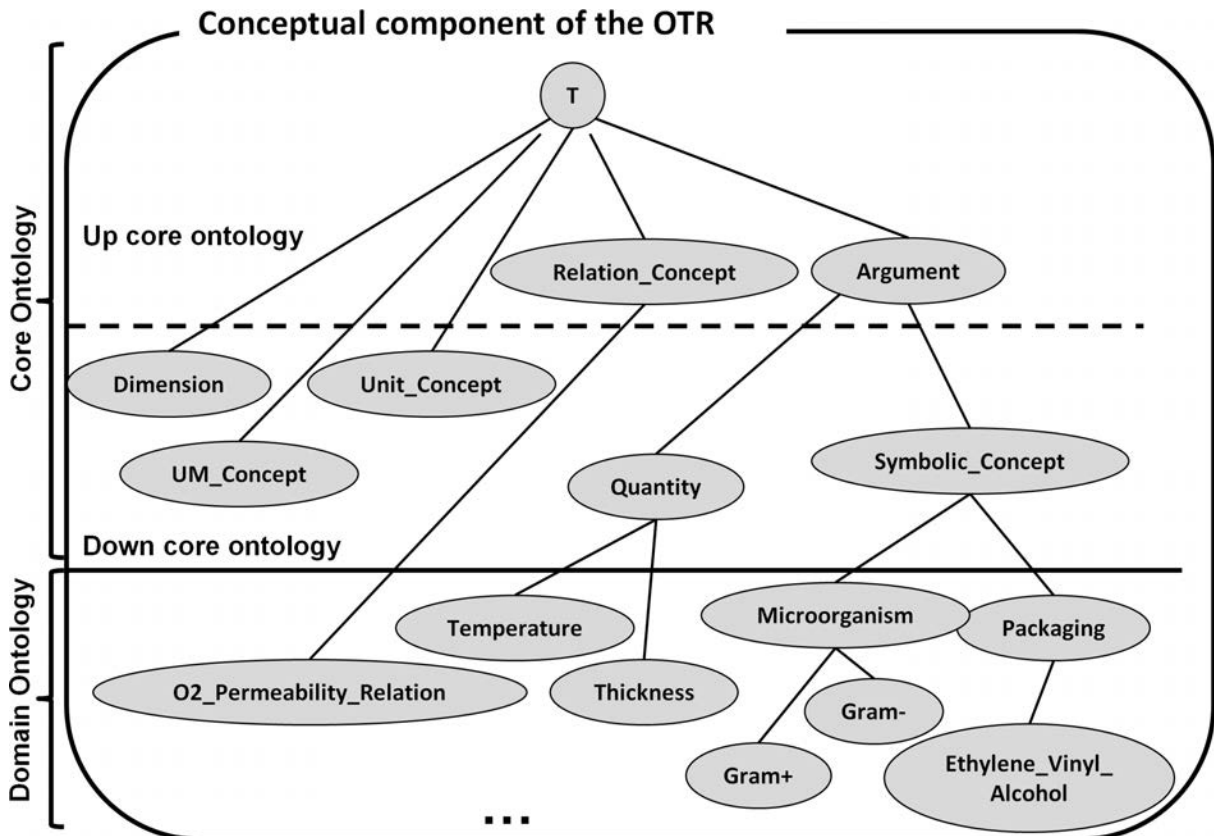 Conceptual component of the OTR
T
Core Ontology
Up core ontology
Relation_Concept
Argument
Dimension
Unit_Concept
UM_Concept
Quantity
Symbolic_Concept
Down core ontology
Domain Ontology
Temperature
Microorganism
Packaging
O2_Permeability_Relation
Thickness
Gram-
Gram+
Ethylene_Vinyl_
Alcohol
...